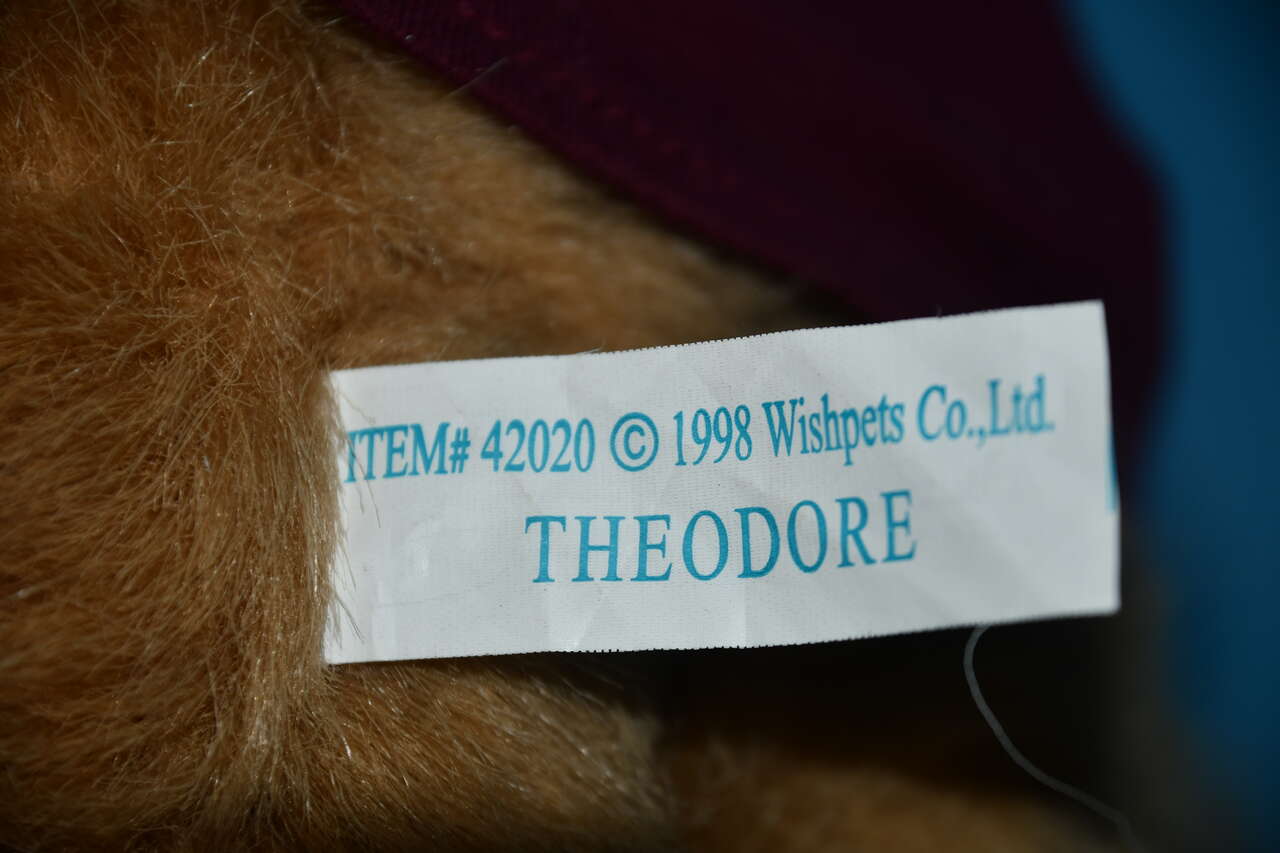 ITEM# 42020 © 1998 Wishpets Co.,Ltd.
THEODORE